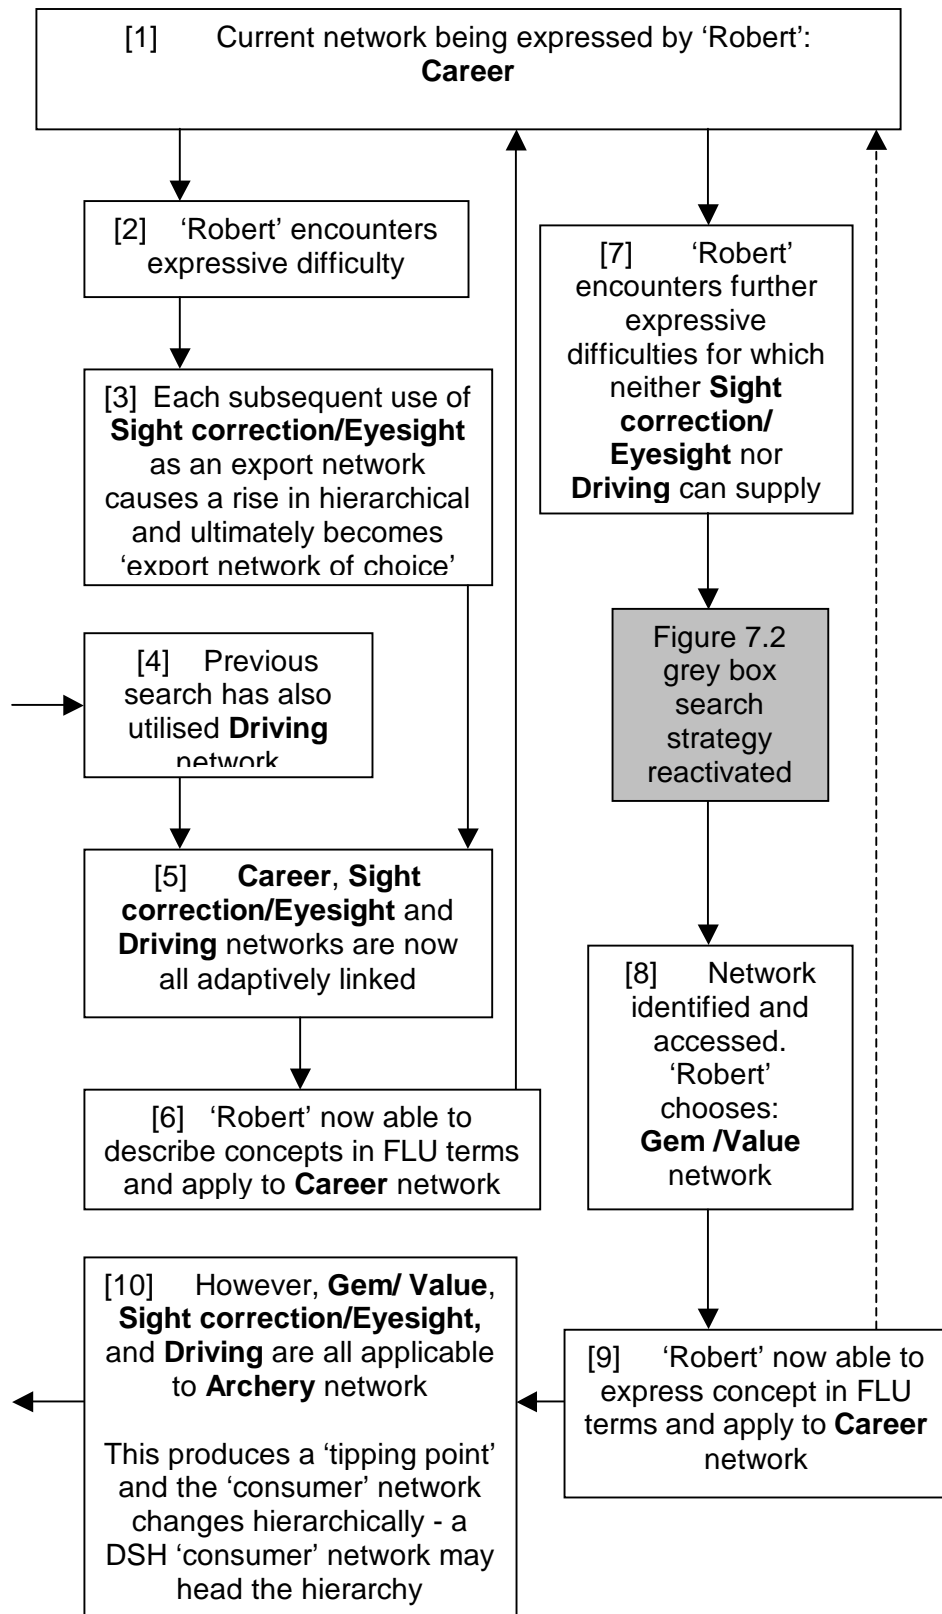 [1] Current network being expressed by ‘Robert’:
Career
[2] ‘Robert’ encounters
expressive difficulty
[3] Each subsequent use of
Sight correction/Eyesight
as an export network
causes a rise in hierarchical
and ultimately becomes
‘export network of choice’
[4] Previous
search has also
utilised Driving
network
[5] Career, Sight
correction/Eyesight and
Driving networks are now
all adaptively linked
[6] ‘Robert’ now able to
describe concepts in FLU terms
and apply to Career network
[7] ‘Robert’
encounters further
expressive
difficulties for which
neither Sight
correction/
Eyesight nor
Driving can supply
Figure 7.2
grey box
search
strategy
reactivated
[8] Network
identified and
accessed.
‘Robert’
chooses:
Gem /Value
network
[9] ‘Robert’ now able to
express concept in FLU
terms and apply to Career
network
[10] However, Gem/ Value,
Sight correction/Eyesight,
and Driving are all applicable
to Archery network
This produces a ‘tipping point’
and the ‘consumer’ network
changes hierarchically - a
DSH ‘consumer’ network may
head the hierarchy